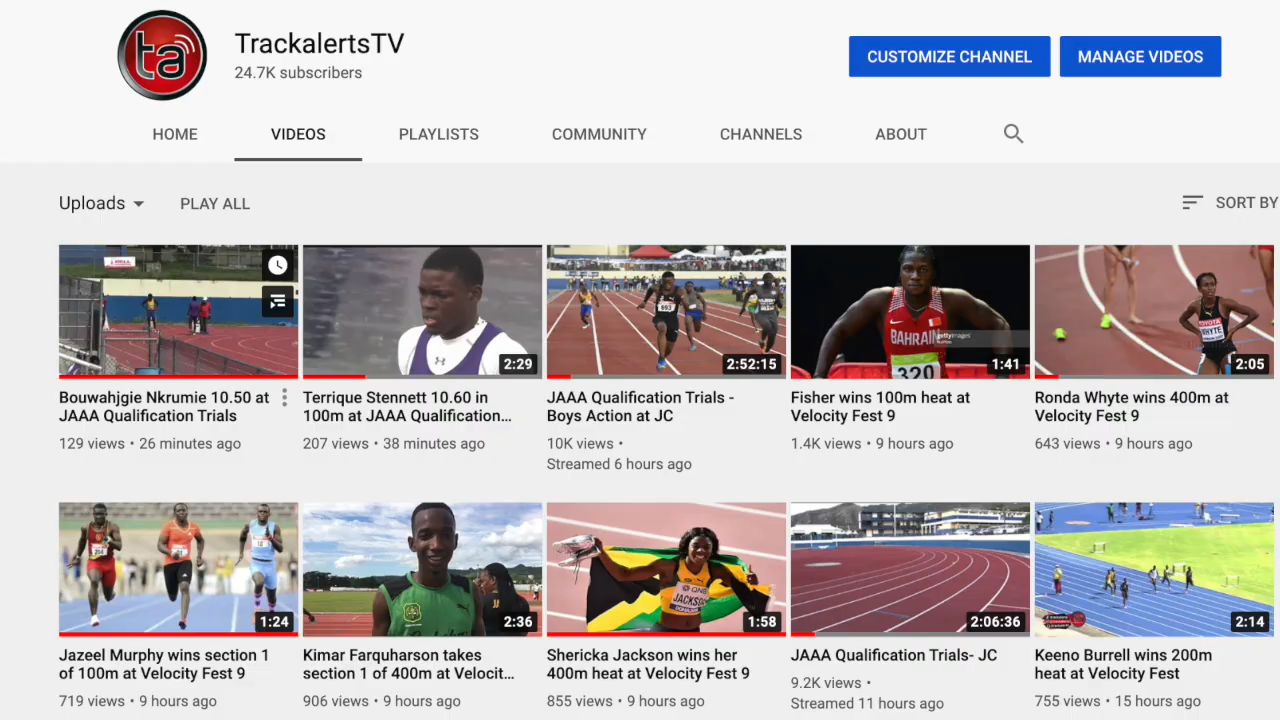 ta
TrackalertsTV
24.7K subscribers
CUSTOMIZE CHANNEL
MANAGE VIDEOS
HOME
VIDEOS
PLAYLISTS
COMMUNITY
CHANNELS
ABOUT
Uploads
PLAY ALL
SORT BY
2:29
693
2:52:15
BAHRAIN
320
gettyimages
1:41
TOYOTA
WHYTE
2:05
Bouwahjgie Nkrumie 10.50 at
JAAA Qualification Trials
129 views • 26 minutes ago
Terrique Stennett 10.60 in
100m at JAAA Qualification...
207 views • 38 minutes ago
JAAA Qualification Trials -
Boys Action at JC
10K views •
Streamed 6 hours ago
Fisher wins 100m heat at
Velocity Fest 9
1.4K views • 9 hours ago
Ronda Whyte wins 400m at
Velocity Fest 9
643 views • 9 hours ago
1:24
2:36
QNB
JACKSON
1:58
2:06:36
2:14
Jazeel Murphy wins section 1
of 100m at Velocity Fest 9
719 views • 9 hours ago
Kimar Farquharson takes
section 1 of 400m at Velocit...
906 views • 9 hours ago
Shericka Jackson wins her
400m heat at Velocity Fest 9
855 views • 9 hours ago
JAAA Qualification Trials- JC
9.2K views •
Streamed 11 hours ago
Keeno Burrell wins 200m
heat at Velocity Fest
755 views • 15 hours ago